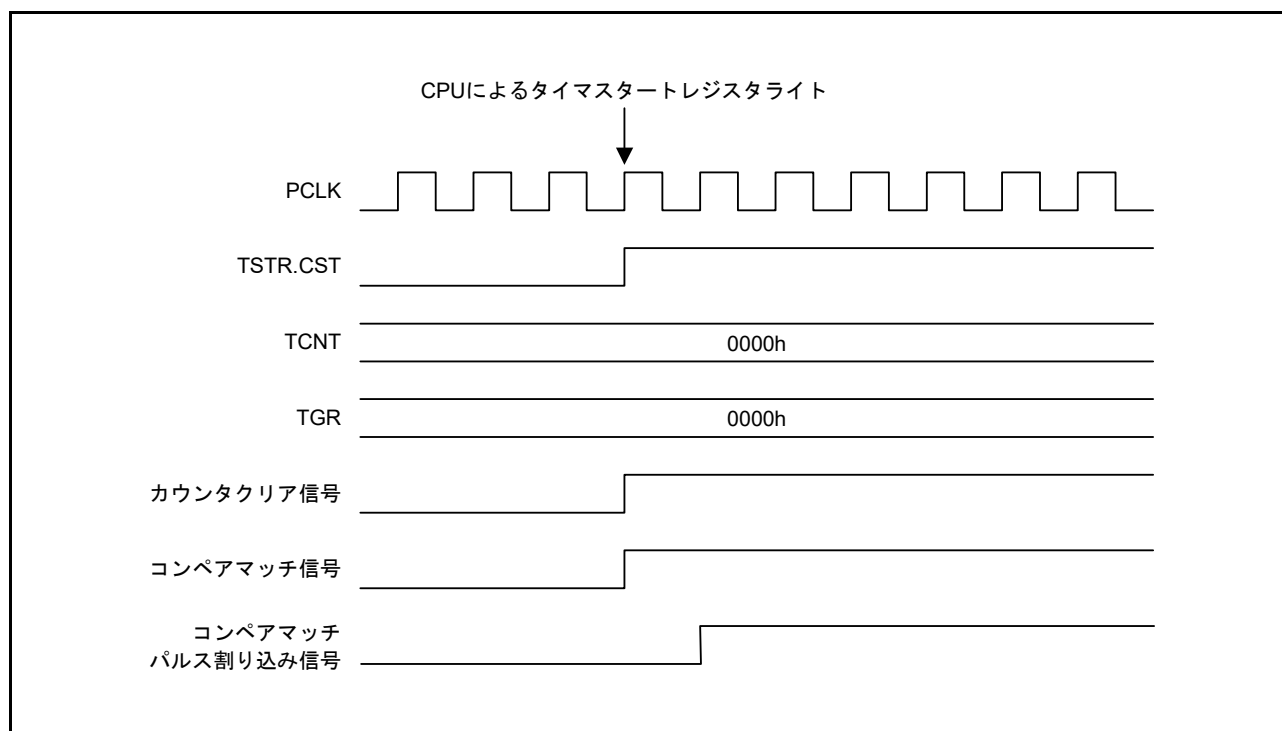 CPUによるタイマスタートレジスタライト
PCLK
TSTR.CST
TCNT
0000h
TGR
0000h
カウンタクリア信号
コンペアマッチ信号
コンペアマッチ
パルス割り込み信号